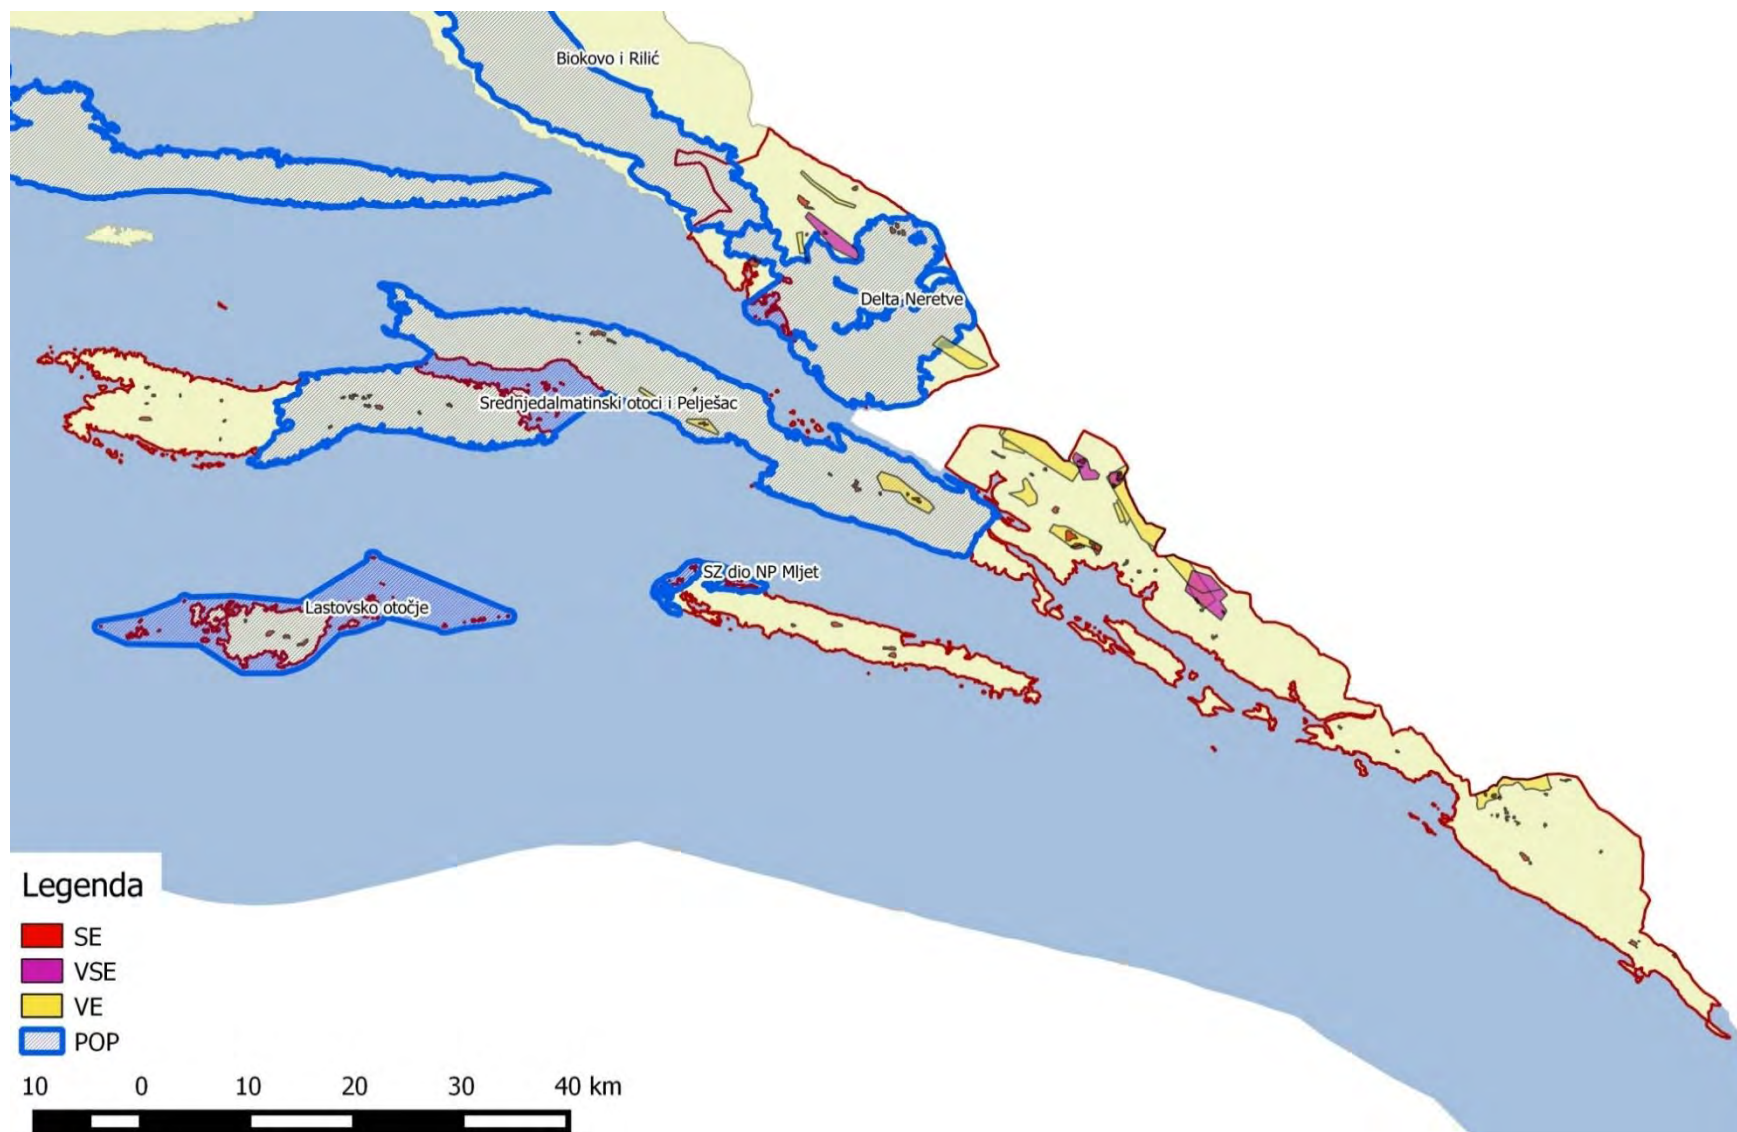 Biokovo i Rilić
Delta Neretve
Srednjedalmatinski otoci i Pelješac
SZ dio NP Mljet
Lastovsko otočje
Legenda
SE
VSE
VE
POP
10 0 10 20 30 40 km